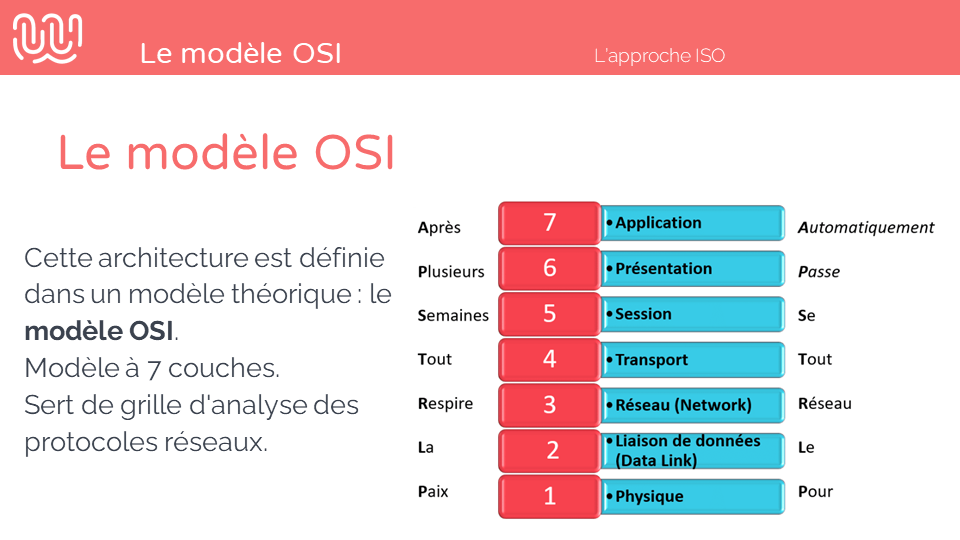 Le modèle OSI
L'approche ISO
Le modèle OSI
Cette architecture est définie
dans un modèle théorique : le
modèle OSI.
Modèle à 7 couches.
Sert de grille d'analyse des
protocoles réseaux.
Après 7 •Application Automatiquement
Plusieurs 6 •Présentation Passe
Semaines 5 •Session Se
Tout 4 •Transport Tout
Respire 3 •Réseau (Network) Réseau
La 2 •Liaison de données Le
(Data Link)
Paix 1 •Physique Pour